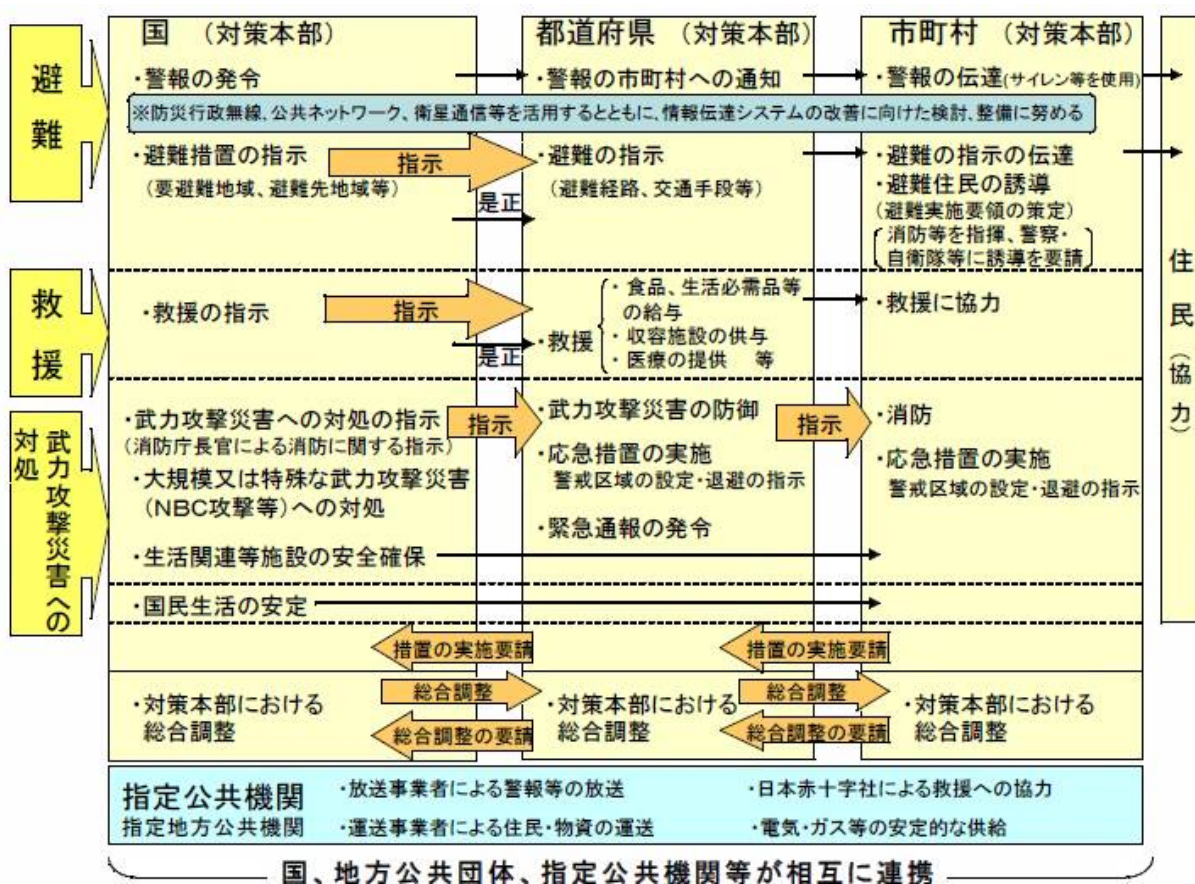 国 (対策本部)
都道府県 (対策本部)
市町村 (対策本部)
避難
・警報の発令
・警報の市町村への通知
・警報の伝達(サイレン等を使用)
※防災行政無線、公共ネットワーク、衛星通信等を活用するとともに、情報伝達システムの改善に向けた検討、整備に努める
・避難措置の指示
(要避難地域、避難先地域等)
指示
是正
・避難の指示
(避難経路、交通手段等)
・避難の指示の伝達
・避難住民の誘導
(避難実施要領の策定)
消防等を指揮、警察・
自衛隊等に誘導を要請
住民(協力)
救援
・救援の指示
指示
是正
・救援
・食品、生活必需品等
の給与
・収容施設の供与
・医療の提供 等
・救援に協力
武力攻撃災害への
対処
・武力攻撃災害への対処の指示
(消防庁長官による消防に関する指示)
・大規模又は特殊な武力攻撃災害
(NBC攻撃等)への対処
・生活関連等施設の安全確保
指示
・武力攻撃災害の防御
・応急措置の実施
警戒区域の設定・退避の指示
・緊急通報の発令
指示
・消防
・応急措置の実施
警戒区域の設定・退避の指示
・国民生活の安定
措置の実施要請
措置の実施要請
・対策本部における
総合調整
総合調整
総合調整の要請
・対策本部における
総合調整
総合調整
総合調整の要請
・対策本部における
総合調整
指定公共機関
指定地方公共機関
・放送事業者による警報等の放送
・日本赤十字社による救援への協力
・運送事業者による住民・物資の運送
・電気・ガス等の安定的な供給
国、地方公共団体、指定公共機関等が相互に連携